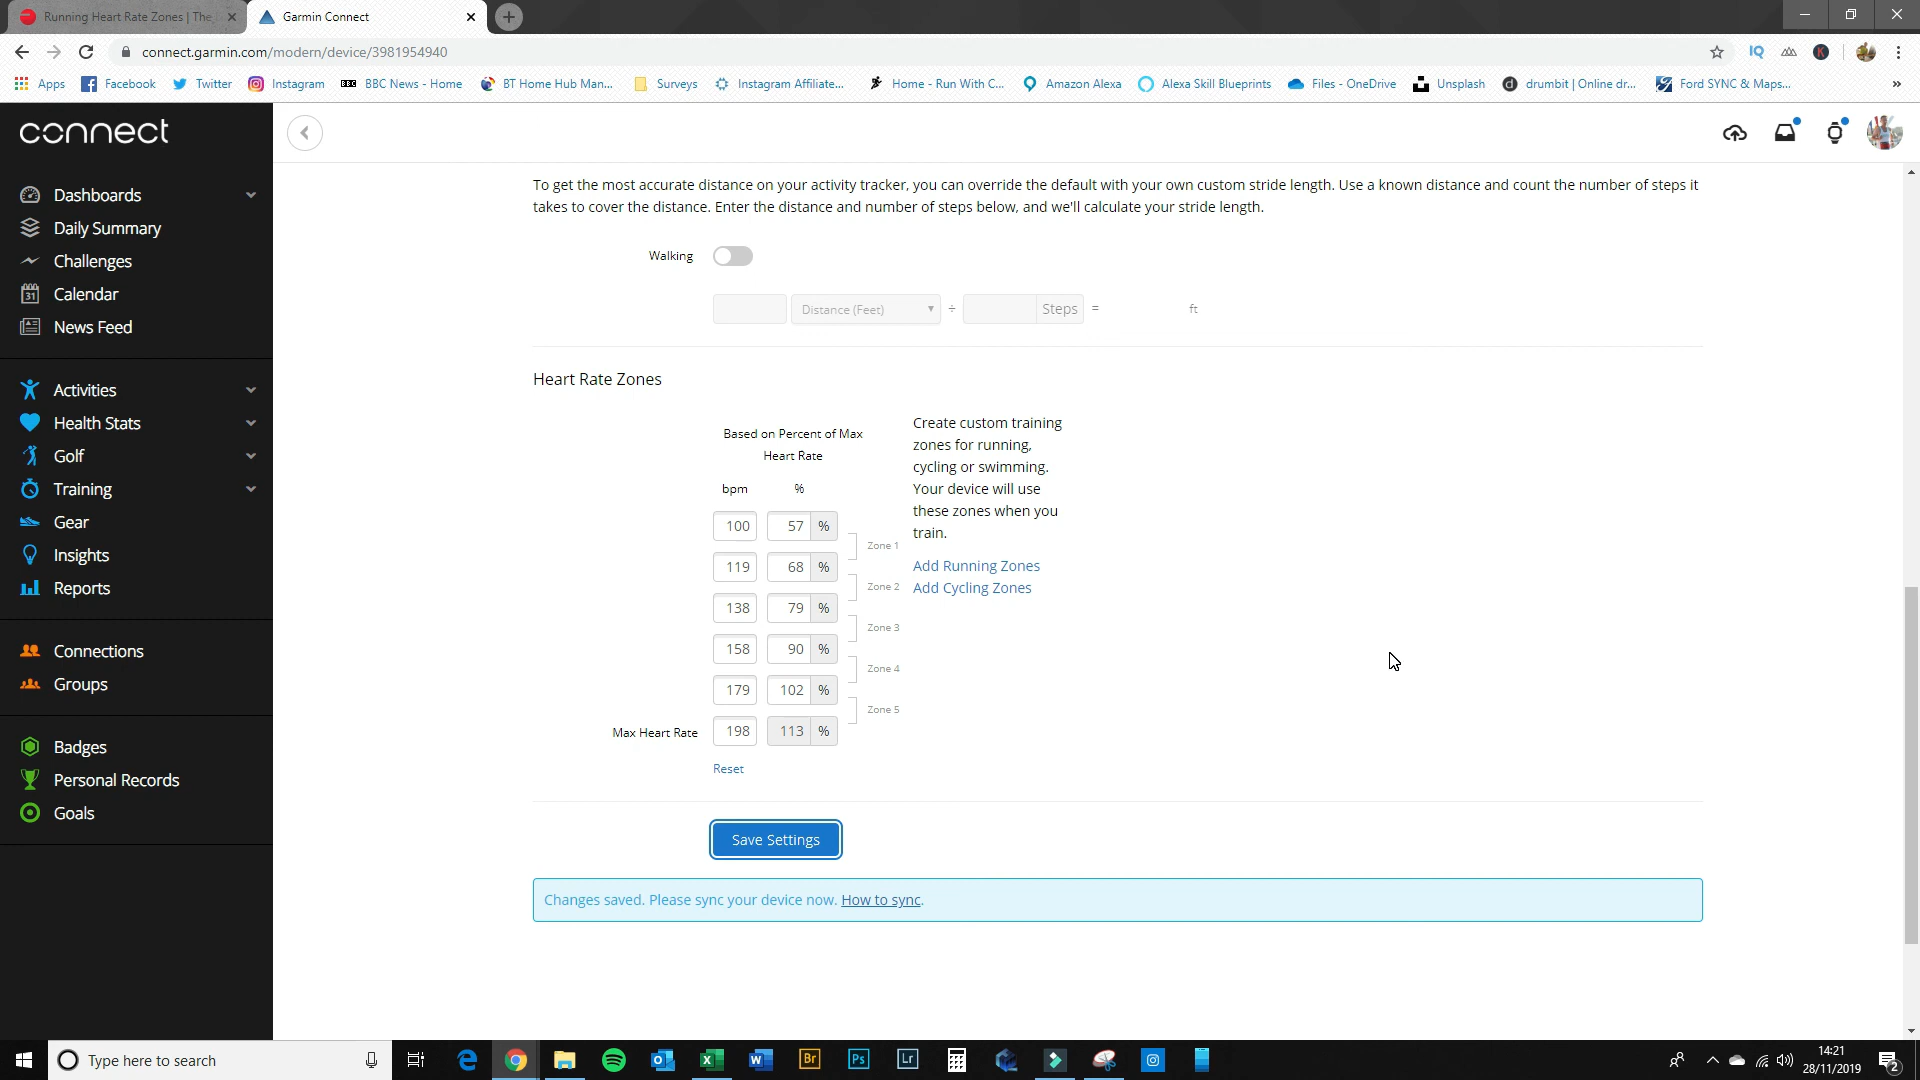 Running Heart Rate Zones | The
Garmin Connect
connect.garmin.com/modern/device/3981954940
IQ
K
Apps
Facebook
Twitter
Instagram
BBC News - Home
BT Home Hub Man...
Surveys
Instagram Affiliate...
Home - Run With C...
Amazon Alexa
Alexa Skill Blueprints
Files - OneDrive
Unsplash
drumbit | Online dr...
Ford SYNC & Maps...
»
connect
Dashboards
Daily Summary
Challenges
Calendar
News Feed
Activities
Health Stats
Golf
Training
Gear
Insights
Reports
Connections
Groups
Badges
Personal Records
Goals
To get the most accurate distance on your activity tracker, you can override the default with your own custom stride length. Use a known distance and count the number of steps it
takes to cover the distance. Enter the distance and number of steps below, and we'll calculate your stride length.
Walking
Distance (Feet) ÷ Steps = ft
Heart Rate Zones
Based on Percent of Max
Heart Rate
bpm %
100 57 %
Zone 1
119 68 %
Zone 2
138 79 %
Zone 3
158 90 %
Zone 4
179 102 %
Zone 5
Max Heart Rate 198 113 %
Reset
Create custom training
zones for running,
cycling or swimming.
Your device will use
these zones when you
train.
Add Running Zones
Add Cycling Zones
Save Settings
Changes saved. Please sync your device now. How to sync.
Type here to search
Br
Ps
Lr
14:21
28/11/2019
2